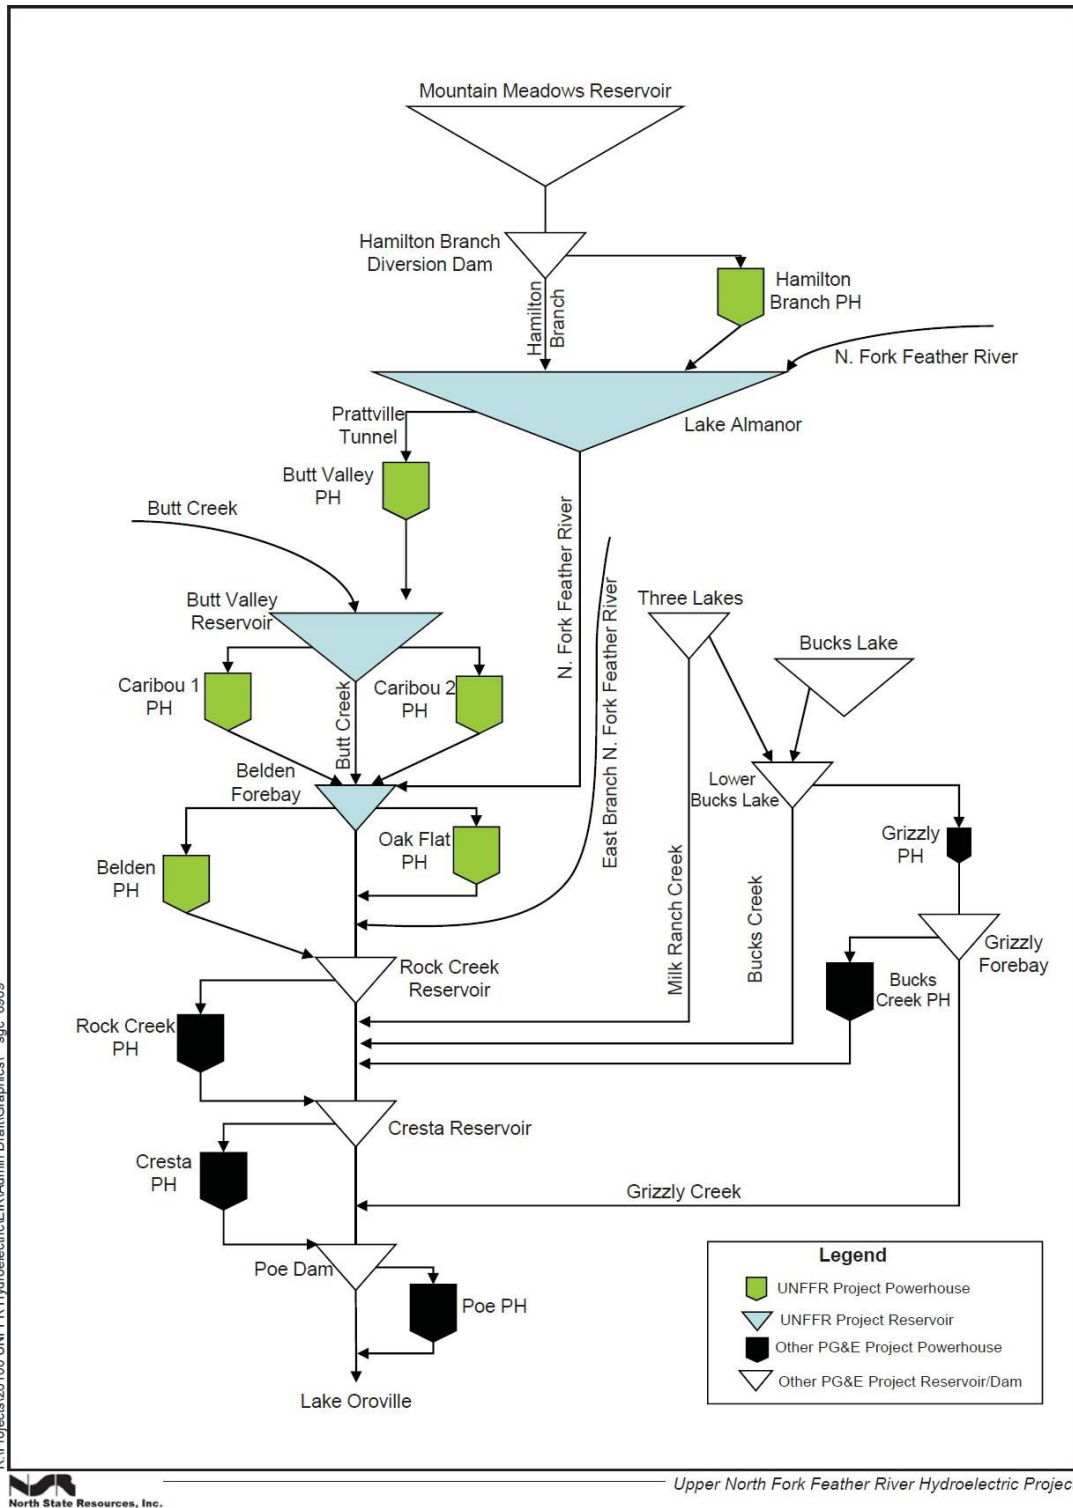 Mountain Meadows Reservoir
Hamilton Branch
Diversion Dam
Hamilton
Branch PH
Hamilton
Branch
N. Fork Feather River
Lake Almanor
Prattville
Tunnel
Butt Valley
PH
Butt Creek
N. Fork Feather River
East Branch N. Fork Feather River
Butt Valley
Reservoir
Three Lakes
Bucks Lake
Caribou 1
PH
Caribou 2
PH
Butt Creek
Belden
Forebay
Lower
Bucks Lake
Oak Flat
PH
Grizzly
PH
Belden
PH
Milk Ranch Creek
Bucks Creek
Rock Creek
Reservoir
Grizzly
Forebay
Bucks
Creek PH
Rock Creek
PH
Cresta Reservoir
Cresta
PH
Grizzly Creek
Poe Dam
Poe PH
Lake Oroville
Legend
UNFFR Project Powerhouse
UNFFR Project Reservoir
Other PG&E Project Powerhouse
Other PG&E Project Reservoir/Dam
NSR
North State Resources, Inc.
Upper North Fork Feather River Hydroelectric Projec